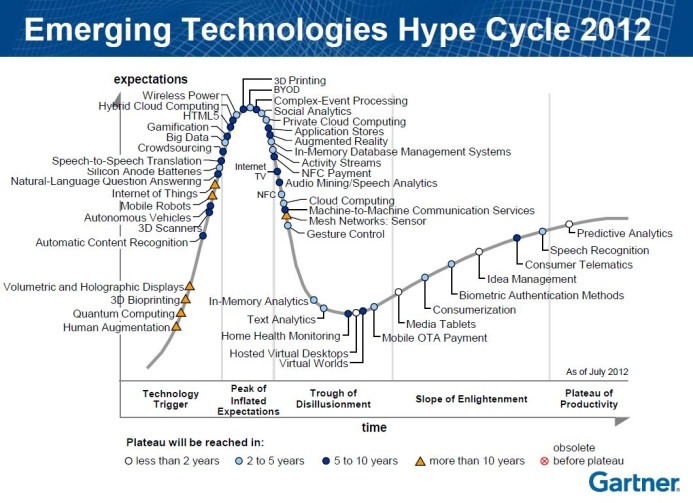 Emerging Technologies Hype Cycle 2012
expectations
3D Printing
BYOD
Wireless Power
Complex-Event Processing
Hybrid Cloud Computing
Social Analytics
HTML5
Private Cloud Computing
Gamification
Application Stores
Big Data
Augmented Reality
Crowdsourcing
In-Memory Database Management Systems
Speech-to-Speech Translation
Activity Streams
Silicon Anode Batteries
Internet
TV
NFC Payment
Natural-Language Question Answering
Audio Mining/Speech Analytics
Internet of Things
NFC
Cloud Computing
Mobile Robots
Machine-to-Machine Communication Services
Autonomous Vehicles
Mesh Networks: Sensor
3D Scanners
Gesture Control
Automatic Content Recognition
Predictive Analytics
Speech Recognition
Consumer Telematics
Idea Management
Volumetric and Holographic Displays
Biometric Authentication Methods
3D Bioprinting
In-Memory Analytics
Consumerization
Quantum Computing
Text Analytics
Media Tablets
Human Augmentation
Home Health Monitoring
Mobile OTA Payment
Hosted Virtual Desktops
Virtual Worlds
As of July 2012
Technology
Trigger
Peak of
Inflated
Expectations
Trough of
Disillusionment
Slope of Enlightenment
Plateau of
Productivity
time
Plateau will be reached in:
less than 2 years
2 to 5 years
5 to 10 years
more than 10 years
obsolete
before plateau
Gartner